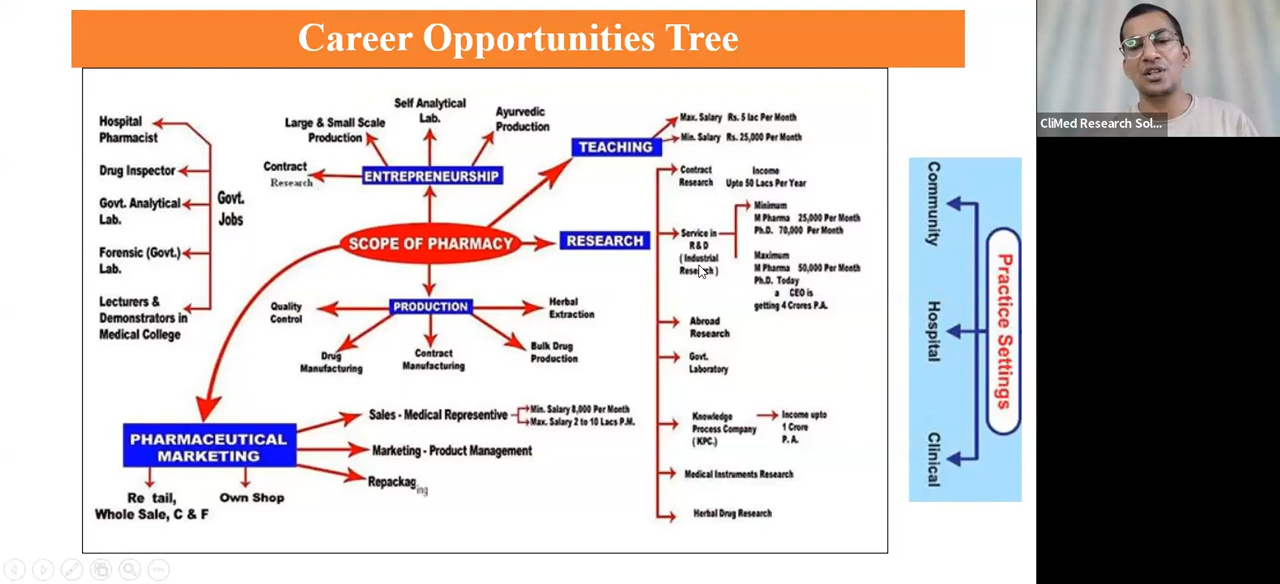 Career Opportunities Tree
CliMed Research Sol...
Hospital
Pharmacist
Drug Inspector
Govt. Analytical
Lab.
Forensic (Govt.)
Lab.
Lecturers &
Demonstrators in
Medical College
Govt.
Jobs
Large & Small Scale
Production
Self Analytical
Lab.
Ayurvedic
Production
Contract
Research
ENTREPRENEURSHIP
SCOPE OF PHARMACY
TEACHING
Max. Salary Rs. 5 lac Per Month
Min. Salary Rs. 25,000 Per Month
RESEARCH
Contract
Research
Income
Upto 50 Lacs Per Year
Service in
R&D
(Industrial
Research)
Minimum
M Pharma 25,000 Per Month
Ph.D. 70,000 Per Month
Maximum
M Pharma 50,000 Per Month
Ph.D. Today
a CEO is
getting 4 Crores P.A.
Abroad
Research
Govt.
Laboratory
Knowledge
Process Company
(KPC.)
Income upto
1 Crore
P. A.
Medical Instruments Research
Herbal Drug Research
PRODUCTION
Quality
Control
Drug
Manufacturing
Contract
Manufacturing
Bulk Drug
Production
Herbal
Extraction
PHARMACEUTICAL
MARKETING
Sales - Medical Representive
Min. Salary 8,000 Per Month
Max. Salary 2 to 10 Lacs P.M.
Marketing - Product Management
Repackaging
Re tail,
Whole Sale, C & F
Own Shop
Practice Settings
Community
Hospital
Clinical